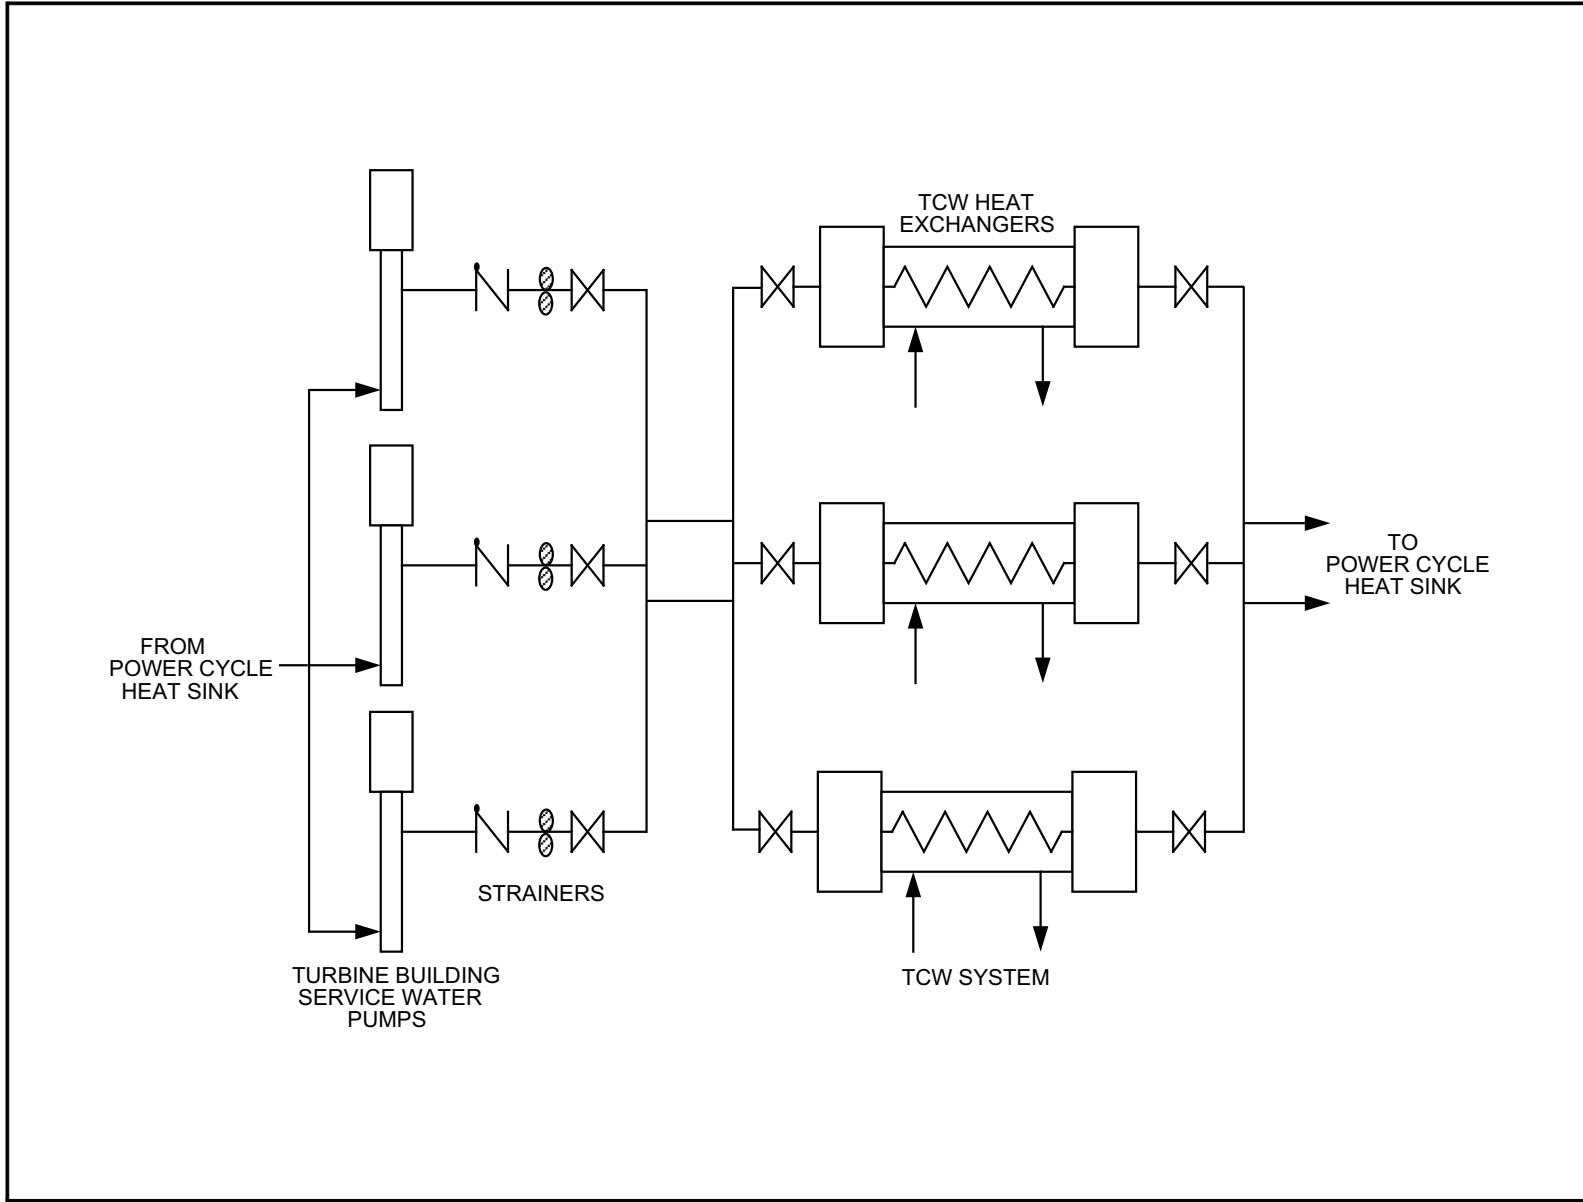 TCW HEAT
EXCHANGERS
TO
POWER CYCLE
HEAT SINK
FROM
POWER CYCLE
HEAT SINK
STRAINERS
TURBINE BUILDING
SERVICE WATER
PUMPS
TCW SYSTEM